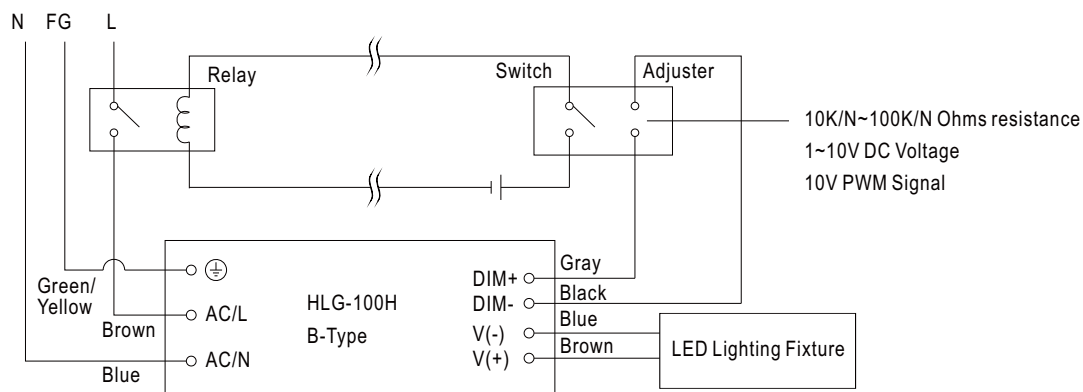 N FG L
Relay
Switch
Adjuster
10K/N~100K/N Ohms resistance
1~10V DC Voltage
10V PWM Signal
Green/
Yellow
Brown
Blue
AC/L
AC/N
HLG-100H
B-Type
DIM+
DIM-
V(-)
V(+)
Gray
Black
Blue
Brown
LED Lighting Fixture